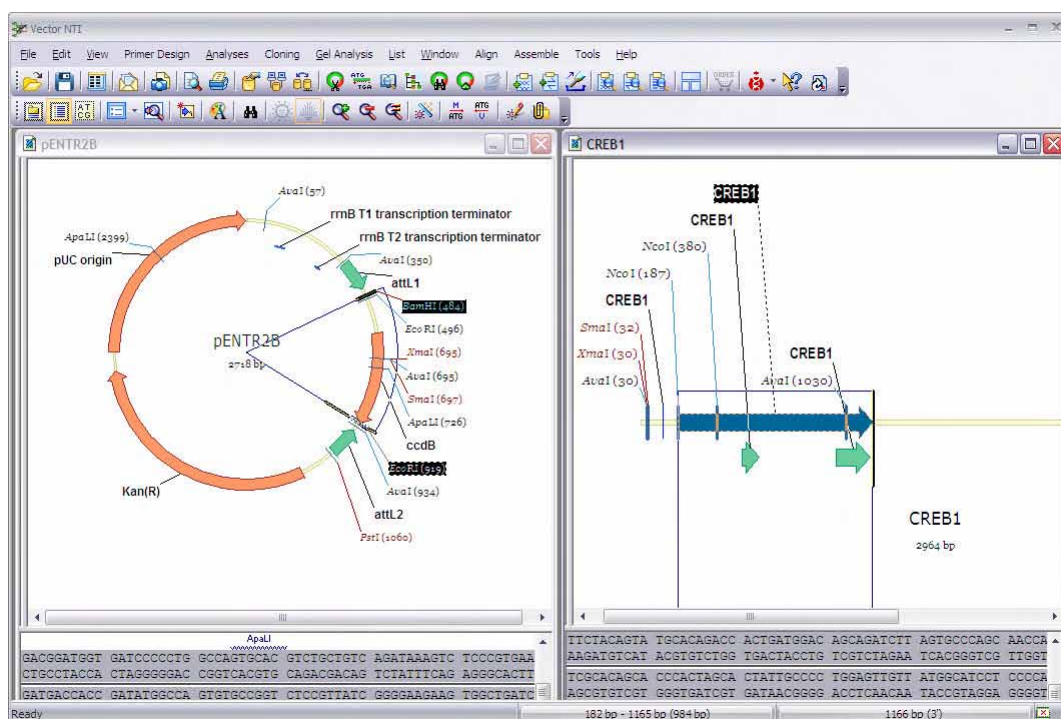 Vector NTI
File Edit View Primer Design Analyses Cloning Gel Analysis List Window Align Assemble Tools Help
pENTR2B
AvaI (57)
rrnB T1 transcription terminator
ApaLI (2399)
rrnB T2 transcription terminator
pUC origin
AvaI (350)
attL1
BamHI (484)
EcoRI (496)
pENTR2B
2718 bp
XmaI (695)
AvaI (695)
SmaI (697)
ApaLI (726)
ccdB
EcoRI (919)
Kan(R)
AvaI (934)
attL2
PstI (1060)
ApaLI
GACGGATGGT GATCCCCCTG GCCAGTGCAC GTCTGCTGTC AGATAAAGTC TCCCGTGAA
CTGCCTACCA CTAGGGGGAC CGGTCACGTG CAGACGACAG TCTATTTCAG AGGGCACTT
GATGACCACC GATATGGCCA GTGTGCCGGT CTCCGTTATC GGGGAAGAAG TGGCTGATC
CREB1
CREB1
CREB1
NcoI (380)
NcoI (187)
CREB1
SmaI (32)
CREB1
XmaI (30)
AvaI (30)
AvaI (1030)
CREB1
2964 bp
TTCTACAGTA TGCACAGACC ACTGATGGAC AGCAGATCTT AGTGCCCAGC AACCA
AAGATGTCAT ACGTGTCTGG TGACTACCTG TCGTCTAGAA TCACGGGTCG TTGGT
TCGCACAGCA CCCACTAGCA CTATTGCCCC TGGAGTTGTT ATGGCATCCT CCCCA
AGCGTGTCGT GGGTGATCGT GATAACGGGG ACCTCAACAA TACCGTAGGA GGGGT
Ready
182 bp - 1165 bp (984 bp)
1166 bp (3')